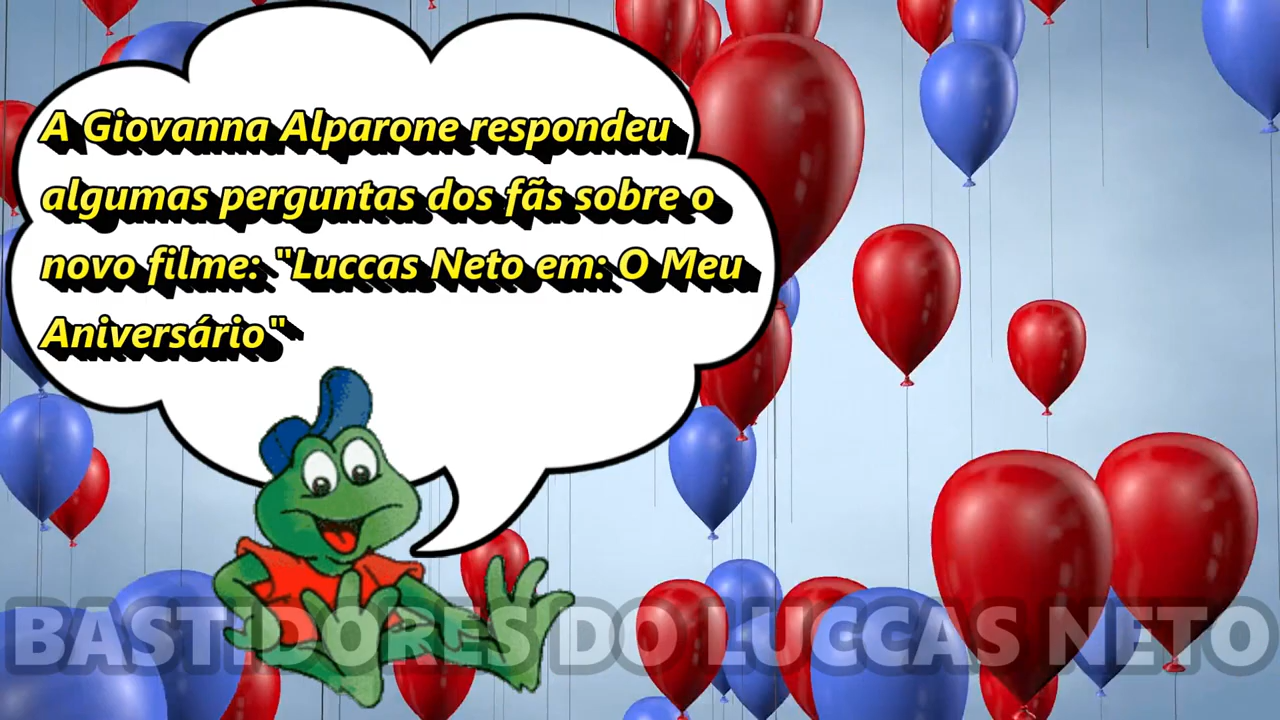 A Giovanna Alparone respondeu
algumas perguntas dos fãs sobre o
novo filme: "Luccas Neto em: O Meu
Aniversário"
BASTIDORES DO LUCCAS NETO